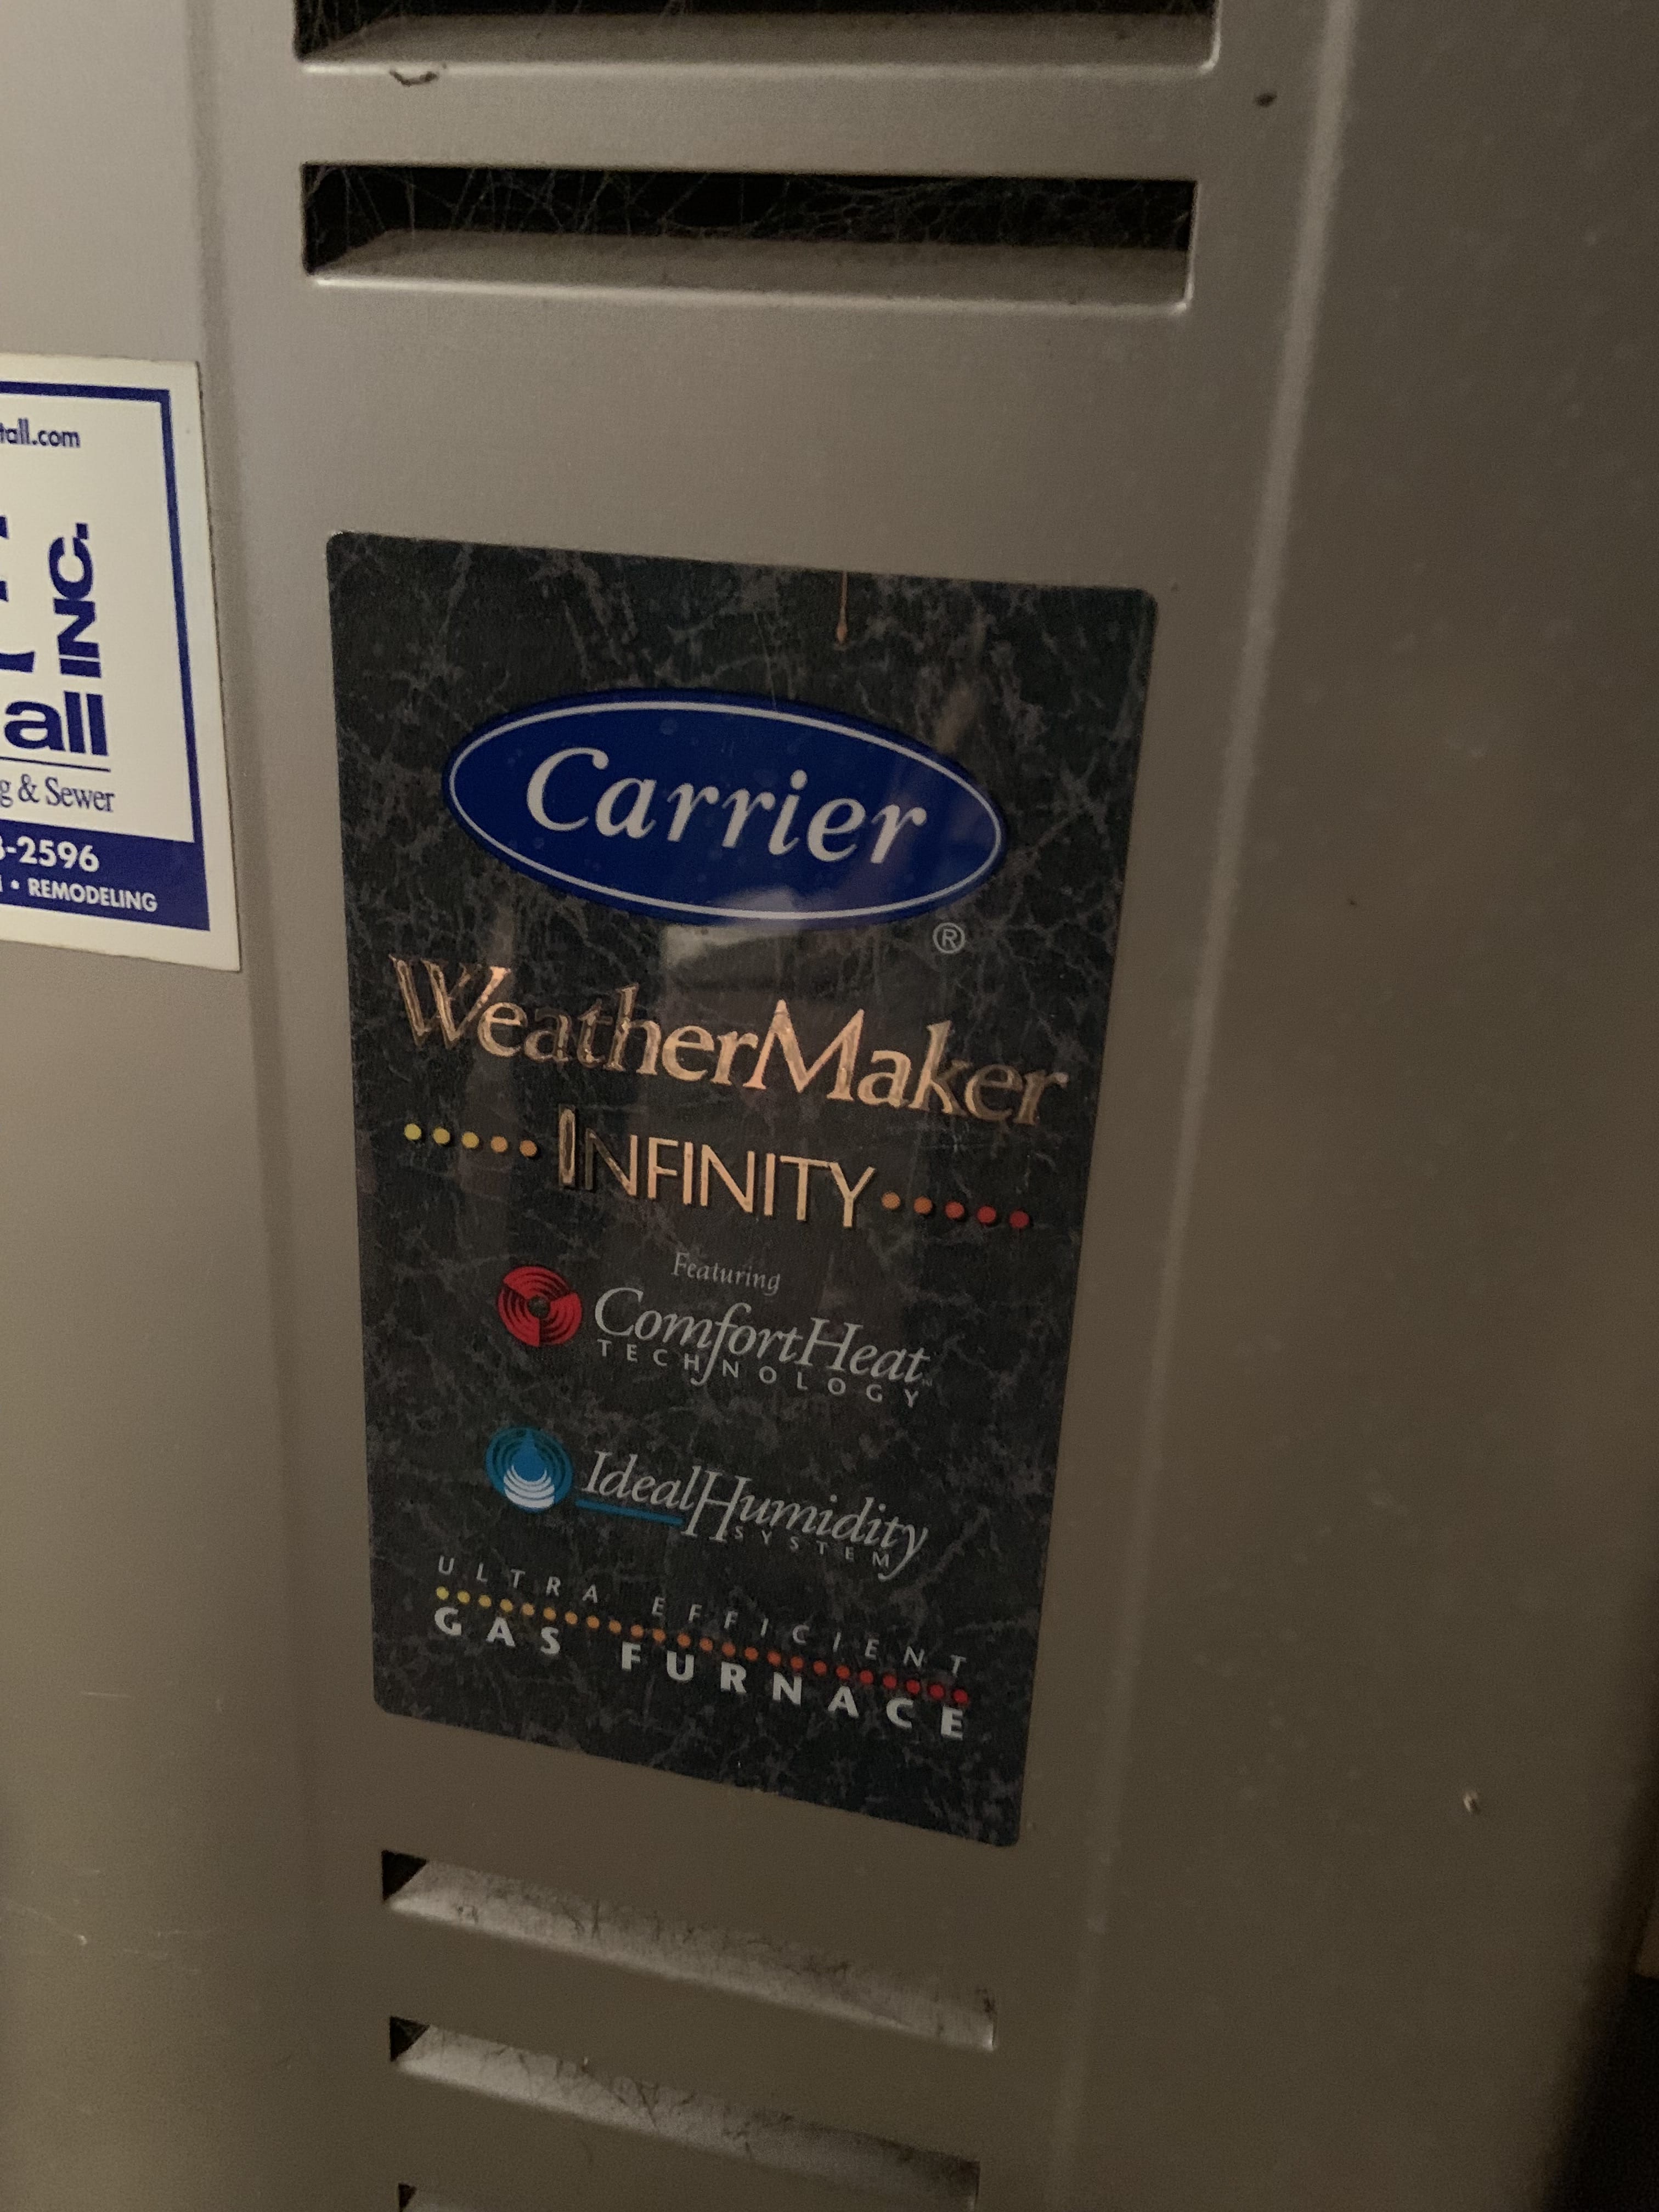 tall.com
INC.
all
g & Sewer
-2596
• REMODELING
Carrier
®
WeatherMaker
INFINITY
Featuring
ComfortHeat
TECHNOLOGY
IdealHumidity
SYSTEM
ULTRA EFFICIENT
GAS FURNACE